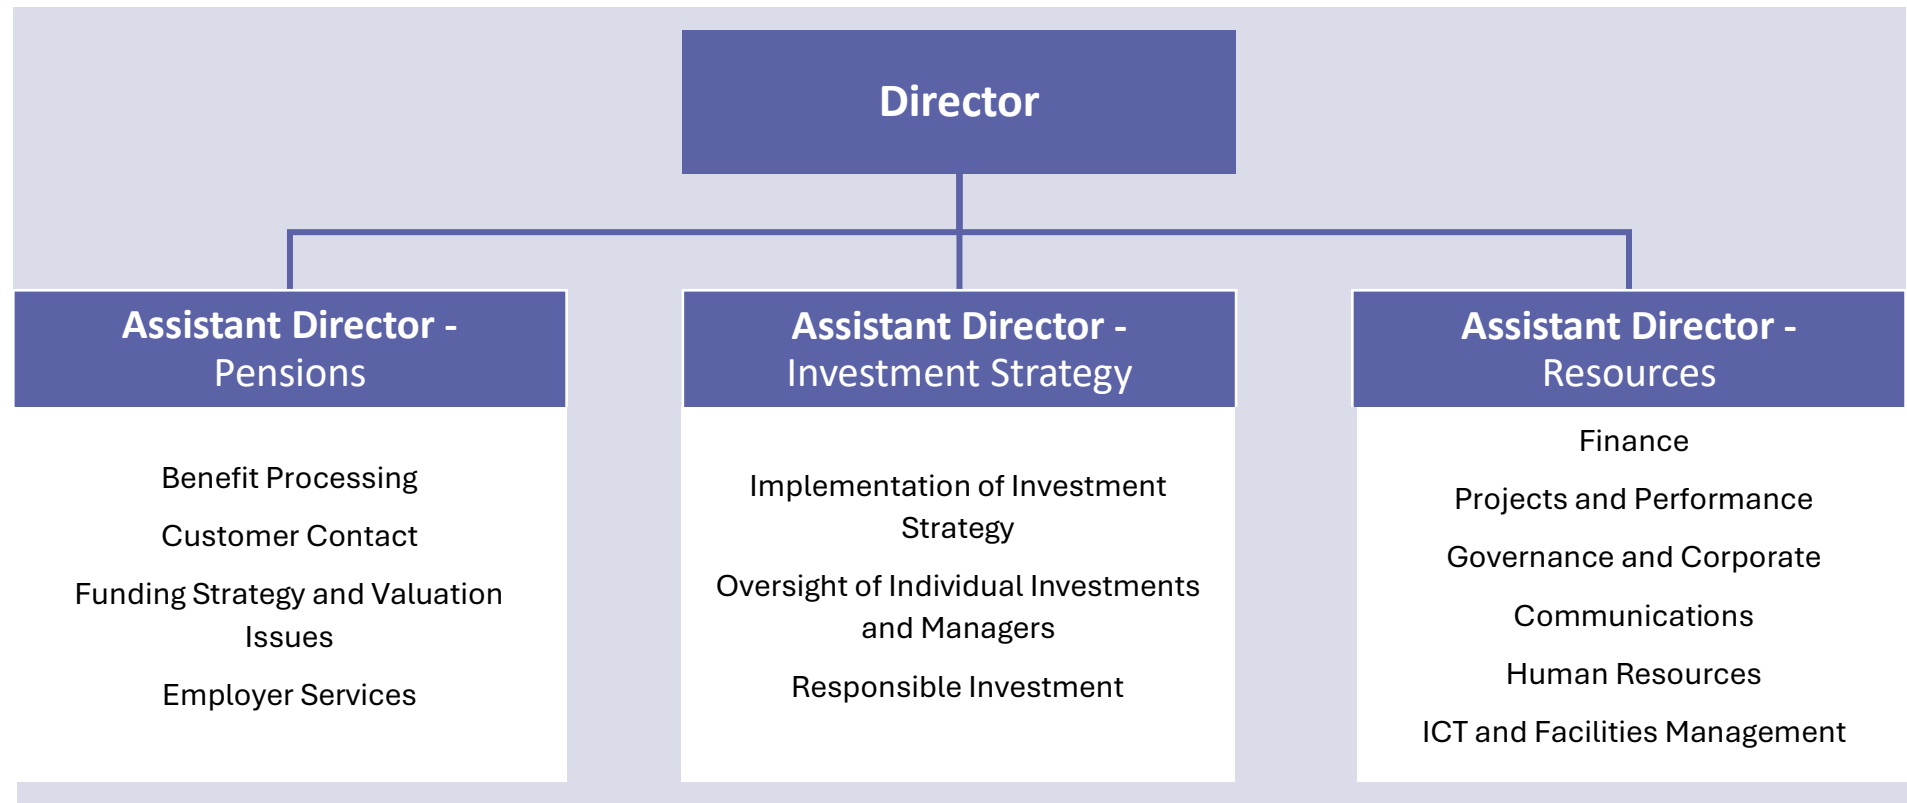 Director
Assistant Director -
Pensions
Benefit Processing
Customer Contact
Funding Strategy and Valuation
Issues
Employer Services
Assistant Director -
Investment Strategy
Implementation of Investment
Strategy
Oversight of Individual Investments
and Managers
Responsible Investment
Assistant Director -
Resources
Finance
Projects and Performance
Governance and Corporate
Communications
Human Resources
ICT and Facilities Management